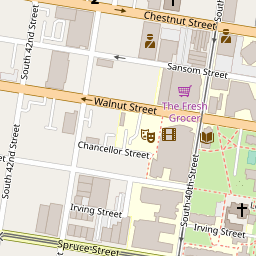 2
Chestnut Street
South 42nd Street
Sansom Street
The Fresh
Grocer
Walnut Street
Chancellor Street
South 42nd Street
South 40th Street
Irving Street
Irving Street
Spruce Street